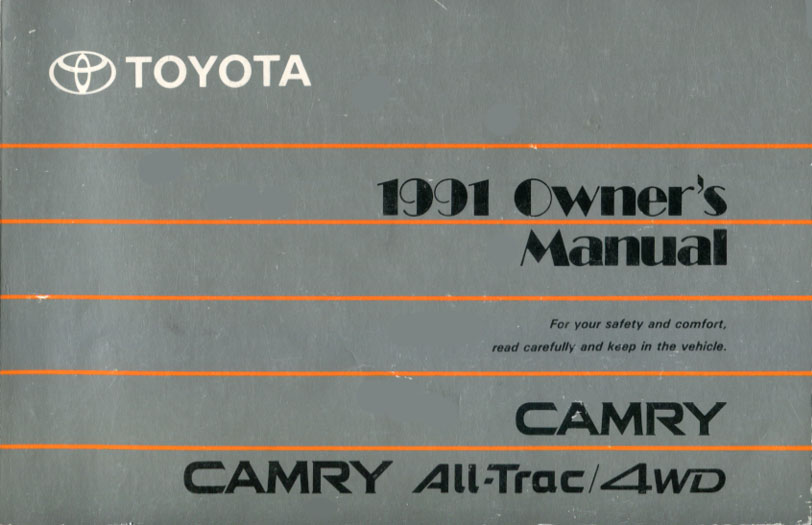 TOYOTA
1991 Owner's
Manual
For your safety and comfort,
read carefully and keep in the vehicle.
CAMRY
CAMRY All-Trac/4WD